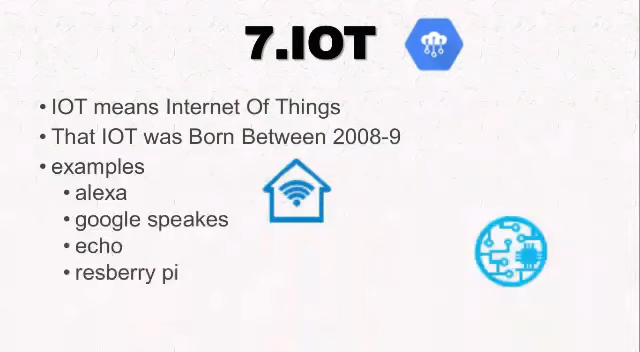 7.IOT
• IOT means Internet Of Things
• That IOT was Born Between 2008-9
• examples
• alexa
• google speakes
• echo
• resberry pi